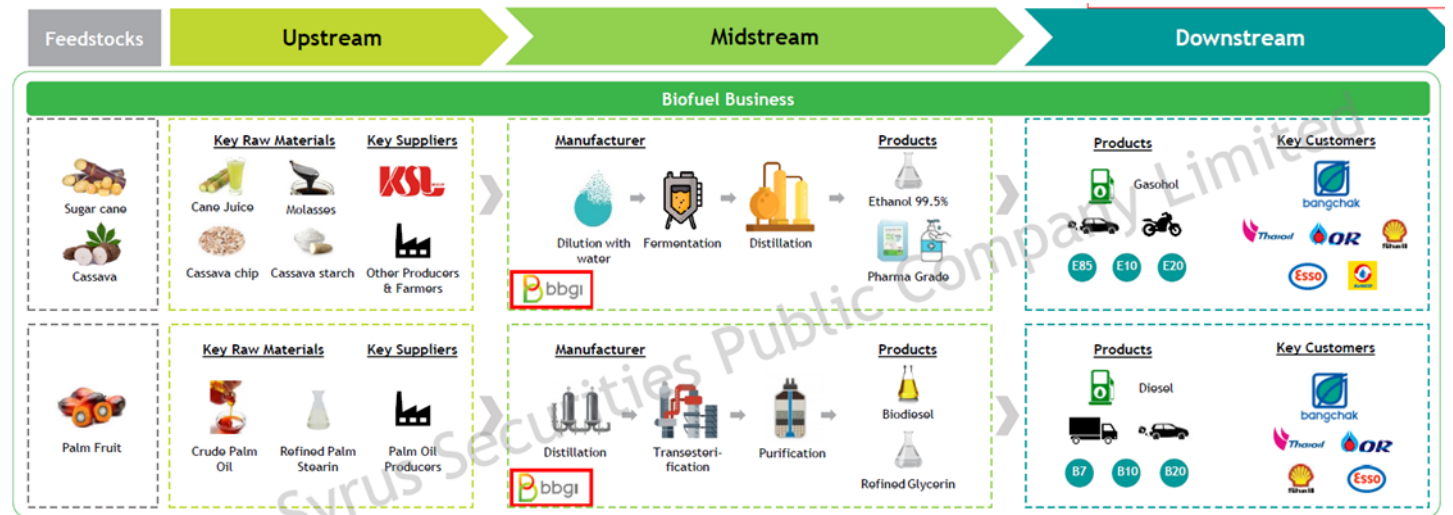 Feedstocks
Upstream
Midstream
Downstream
Biofuel Business
Sugar cane
Cassava
Key Raw Materials
Key Suppliers
Cane Juice
Molasses
KSL
Cassava chip
Cassava starch
Other Producers
& Farmers
Manufacturer
Products
Dilution with
water
Fermentation
Distillation
Ethanol 99.5%
Pharma Grade
bbgi
Products
Key Customers
Gasohol
E85
E10
E20
bangchak
Thaioil
OR
Shell
Esso
Palm Fruit
Key Raw Materials
Key Suppliers
Crude Palm
Oil
Refined Palm
Stearin
Palm Oil
Producers
Manufacturer
Products
Distillation
Transesteri-
fication
Purification
Biodiesel
Refined Glycerin
bbgi
Products
Key Customers
Diesel
B7
B10
B20
bangchak
Thaioil
OR
Shell
Esso
Syrus Securities Public Company Limited